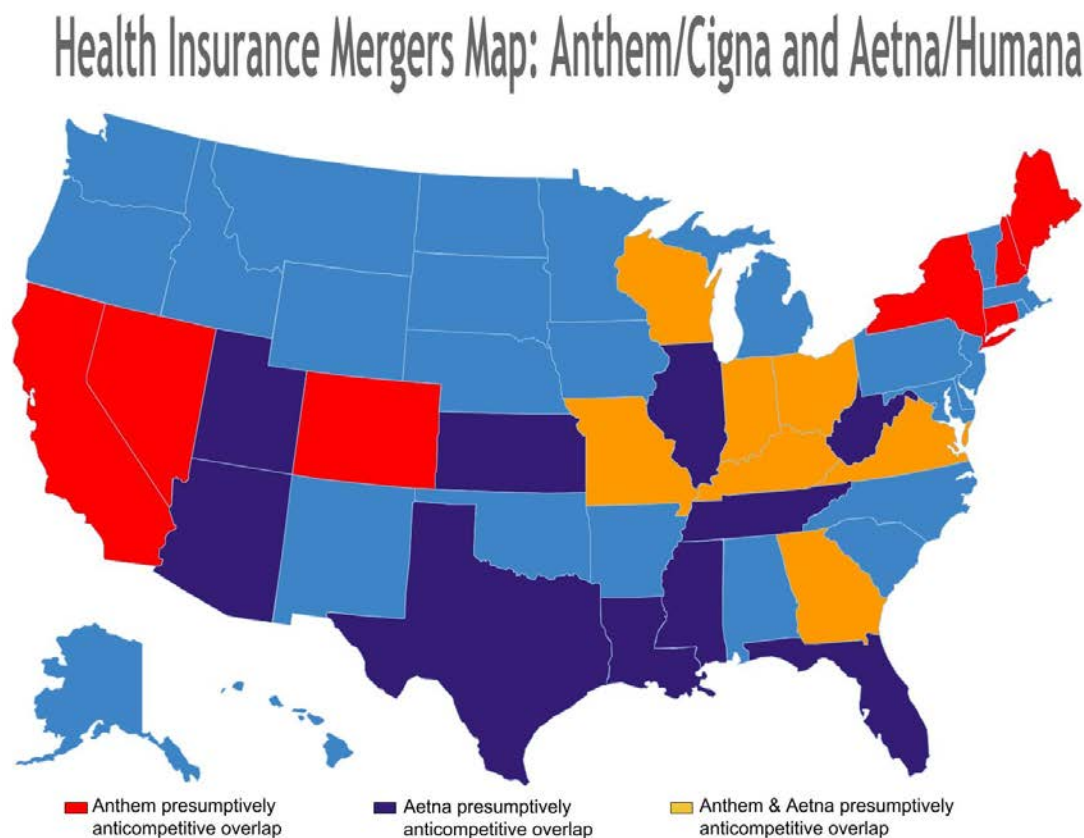 Health Insurance Mergers Map: Anthem/Cigna and Aetna/Humana
Anthem presumptively
anticompetitive overlap
Aetna presumptively
anticompetitive overlap
Anthem & Aetna presumptively
anticompetitive overlap